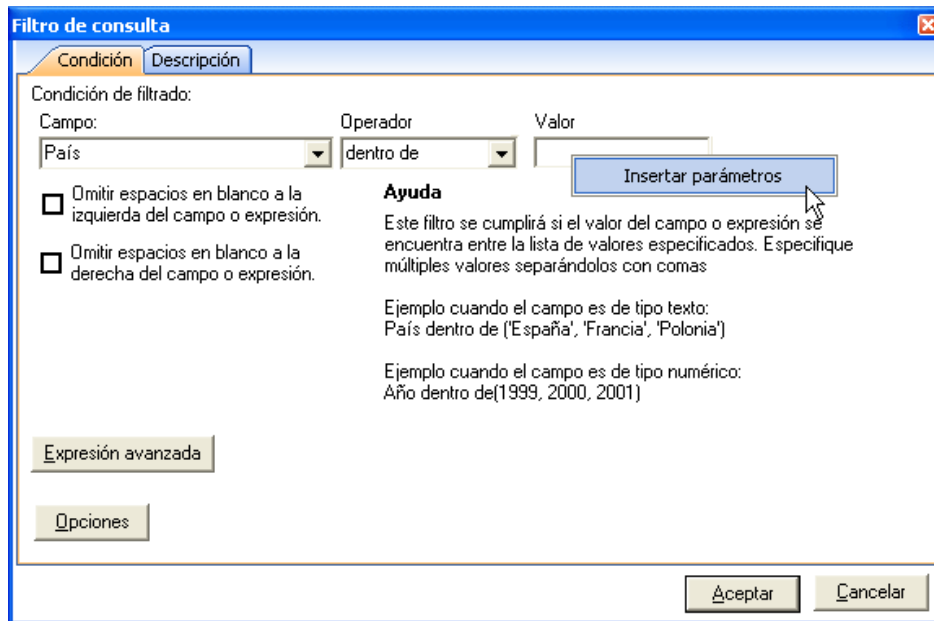 Filtro de consulta
Condición Descripción
Condición de filtrado:
Campo: Operador Valor
País dentro de
Insertar parámetros
Omitir espacios en blanco a la
izquierda del campo o expresión.
Omitir espacios en blanco a la
derecha del campo o expresión.
Ayuda
Este filtro se cumplirá si el valor del campo o expresión se
encuentra entre la lista de valores especificados. Especifique
múltiples valores separándolos con comas
Ejemplo cuando el campo es de tipo texto:
País dentro de ('España', 'Francia', 'Polonia')
Ejemplo cuando el campo es de tipo numérico:
Año dentro de(1999, 2000, 2001)
Expresión avanzada
Opciones
Aceptar Cancelar